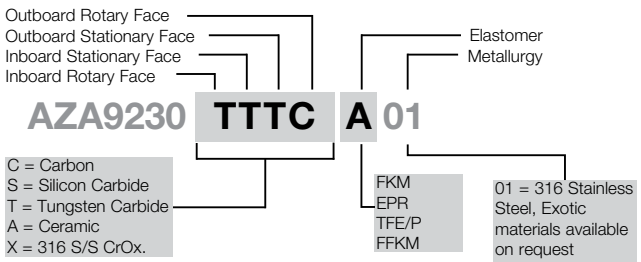 Outboard Rotary Face
Outboard Stationary Face
Inboard Stationary Face
Inboard Rotary Face
Elastomer
Metallurgy
AZA9230 TTTC A 01
C = Carbon
S = Silicon Carbide
T = Tungsten Carbide
A = Ceramic
X = 316 S/S CrOx.
FKM
EPR
TFE/P
FFKM
01 = 316 Stainless
Steel, Exotic
materials available
on request